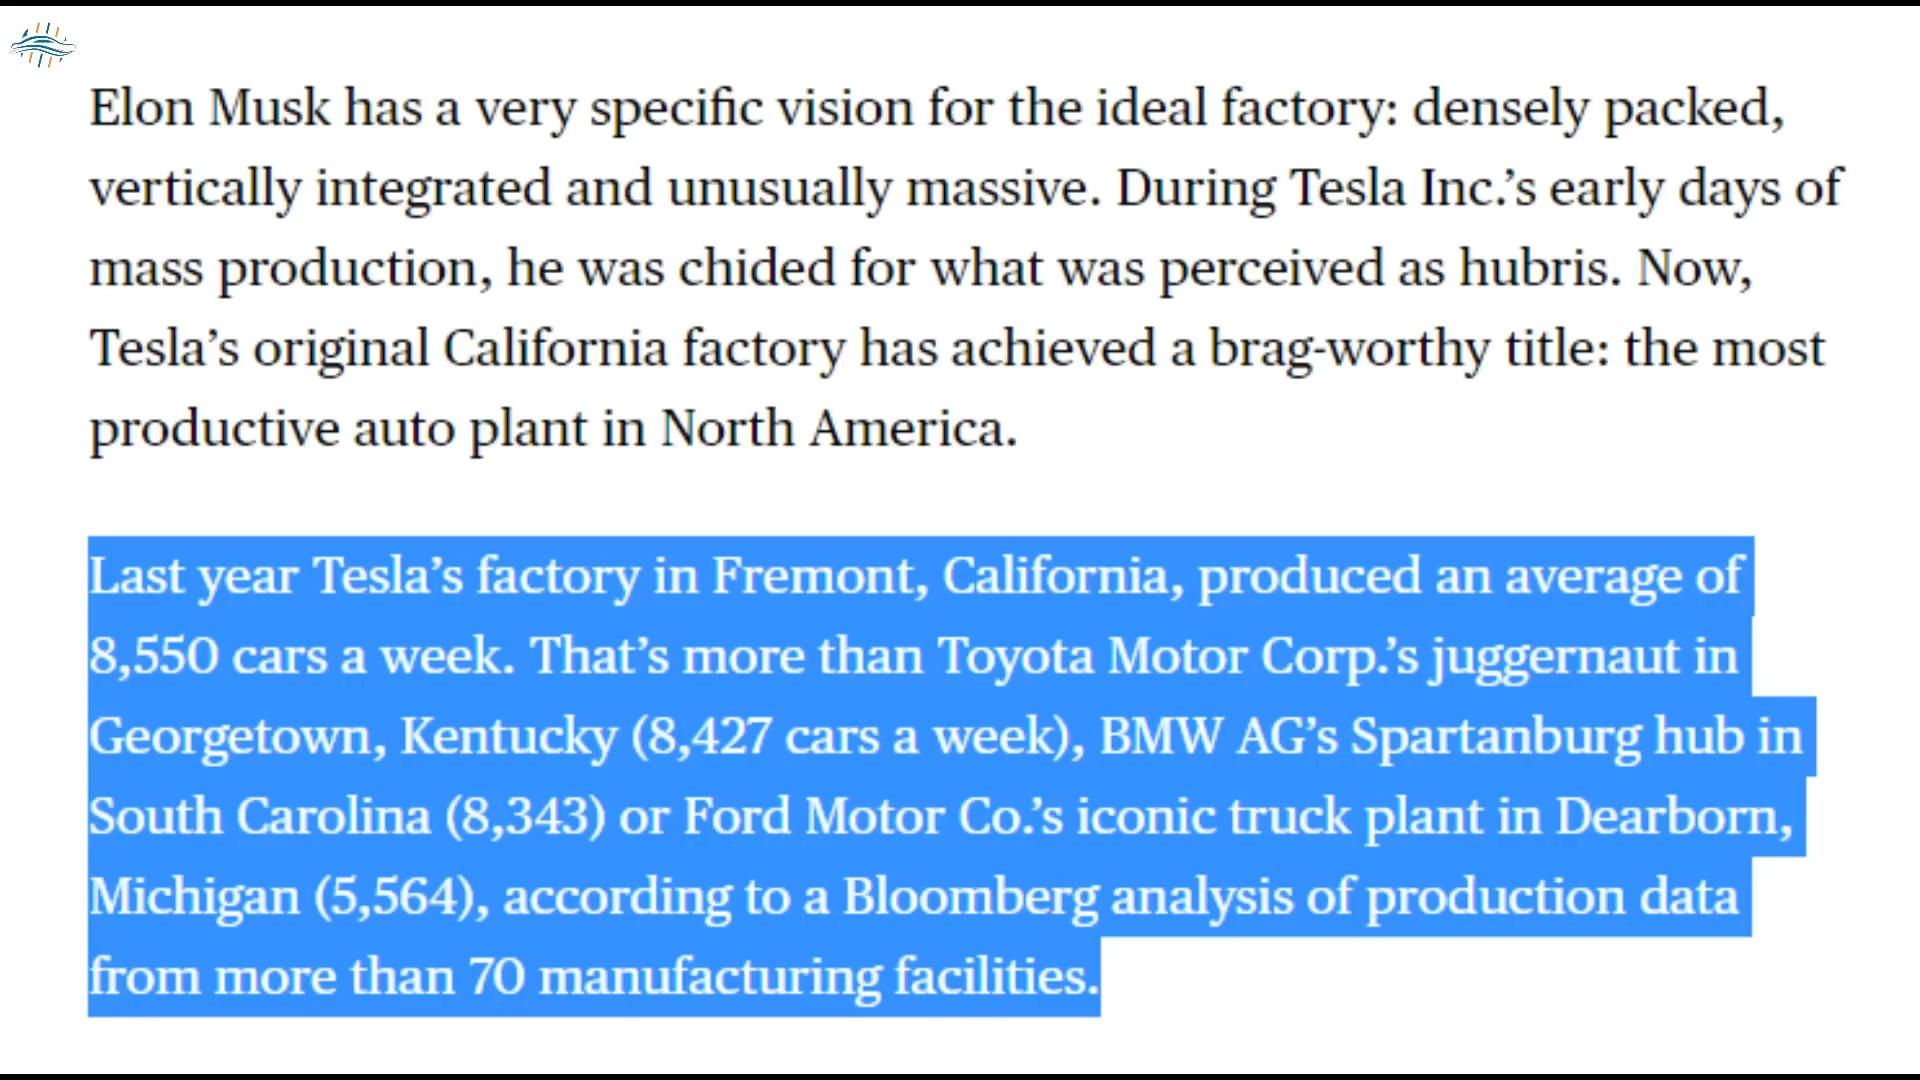 Elon Musk has a very specific vision for the ideal factory: densely packed,
vertically integrated and unusually massive. During Tesla Inc.’s early days of
mass production, he was chided for what was perceived as hubris. Now,
Tesla’s original California factory has achieved a brag-worthy title: the most
productive auto plant in North America.
Last year Tesla’s factory in Fremont, California, produced an average of
8,550 cars a week. That’s more than Toyota Motor Corp.’s juggernaut in
Georgetown, Kentucky (8,427 cars a week), BMW AG’s Spartanburg hub in
South Carolina (8,343) or Ford Motor Co.’s iconic truck plant in Dearborn,
Michigan (5,564), according to a Bloomberg analysis of production data
from more than 70 manufacturing facilities.